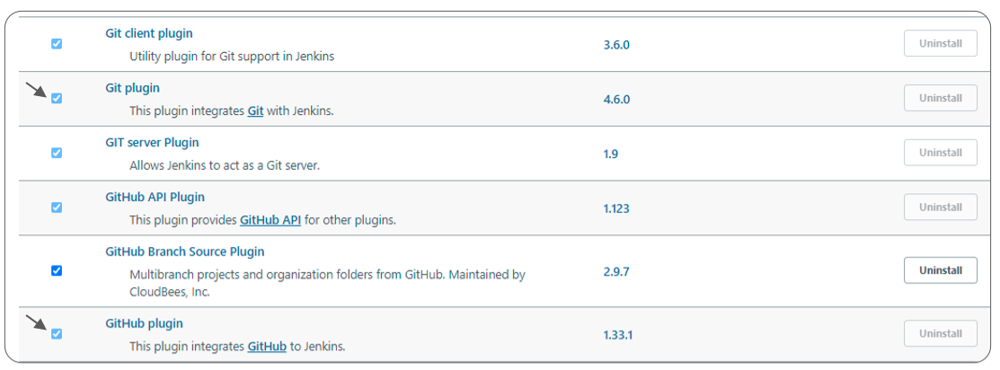 Git client plugin
Utility plugin for Git support in Jenkins
3.6.0
Uninstall
Git plugin
This plugin integrates Git with Jenkins.
4.6.0
Uninstall
GIT server Plugin
Allows Jenkins to act as a Git server.
1.9
Uninstall
GitHub API Plugin
This plugin provides GitHub API for other plugins.
1.123
Uninstall
GitHub Branch Source Plugin
Multibranch projects and organization folders from GitHub. Maintained by
CloudBees, Inc.
2.9.7
Uninstall
GitHub plugin
This plugin integrates GitHub to Jenkins.
1.33.1
Uninstall